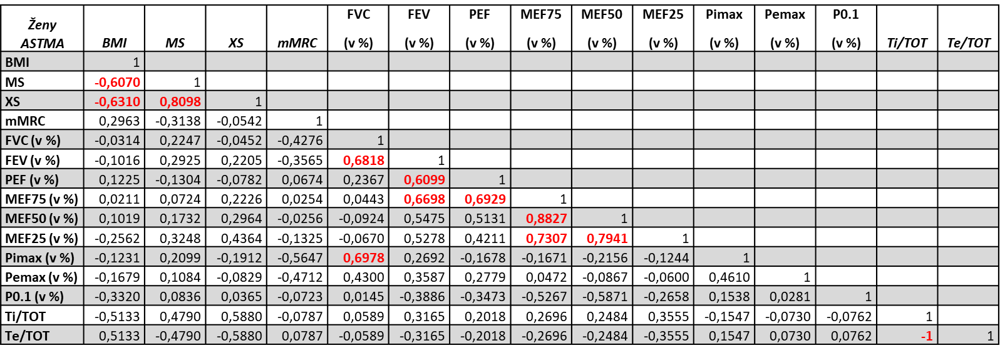 Ženy ASTMA BMI MS XS mMRC FVC (v %) FEV (v %) PEF (v %) MEF75 (v %) MEF50 (v %) MEF25 (v %) Pimax (v %) Pemax (v %) P0.1 (v %) Ti/TOT Te/TOT
BMI 1
MS -0,6070 1
XS -0,6310 0,8098 1
mMRC 0,2963 -0,3138 -0,0542 1
FVC (v %) -0,0314 0,2247 -0,0452 -0,4276 1
FEV (v %) -0,1016 0,2925 0,2205 -0,3565 0,6818 1
PEF (v %) 0,1225 -0,1304 -0,0782 0,0674 0,2367 0,6099 1
MEF75 (v %) 0,0211 0,0724 0,2226 0,0254 0,0443 0,6698 0,6929 1
MEF50 (v %) 0,1019 0,1732 0,2964 -0,0256 -0,0924 0,5475 0,5131 0,8827 1
MEF25 (v %) -0,2562 0,3248 0,4364 -0,1325 -0,0670 0,5278 0,4211 0,7307 0,7941 1
Pimax (v %) -0,1231 0,2099 -0,1912 -0,5647 0,6978 0,2692 -0,1678 -0,1671 -0,2156 -0,1244 1
Pemax (v %) -0,1679 0,1084 -0,0829 -0,4712 0,4300 0,3587 0,2779 0,0472 -0,0867 -0,0600 0,4610 1
P0.1 (v %) -0,3320 0,0836 0,0365 -0,0723 0,0145 -0,3886 -0,3473 -0,5267 -0,5871 -0,2658 0,1538 0,0281 1
Ti/TOT -0,5133 0,4790 0,5880 -0,0787 0,0589 0,3165 0,2018 0,2696 0,2484 0,3555 -0,1547 -0,0730 -0,0762 1
Te/TOT 0,5133 -0,4790 -0,5880 0,0787 -0,0589 -0,3165 -0,2018 -0,2696 -0,2484 -0,3555 0,1547 0,0730 0,0762 -1 1